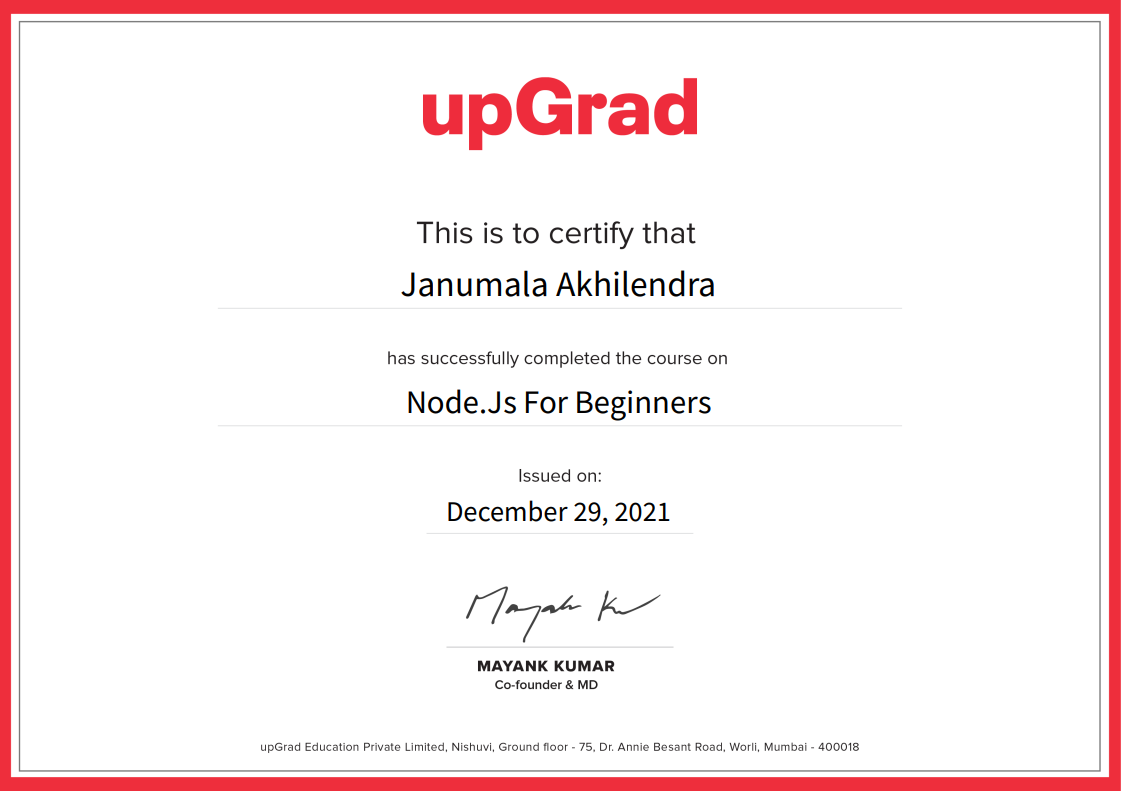 upGrad
This is to certify that
Janumala Akhilendra
has successfully completed the course on
Node.Js For Beginners
Issued on:
December 29, 2021
Mayank Ku
MAYANK KUMAR
Co-founder & MD
upGrad Education Private Limited, Nishuvi, Ground floor - 75, Dr. Annie Besant Road, Worli, Mumbai - 400018